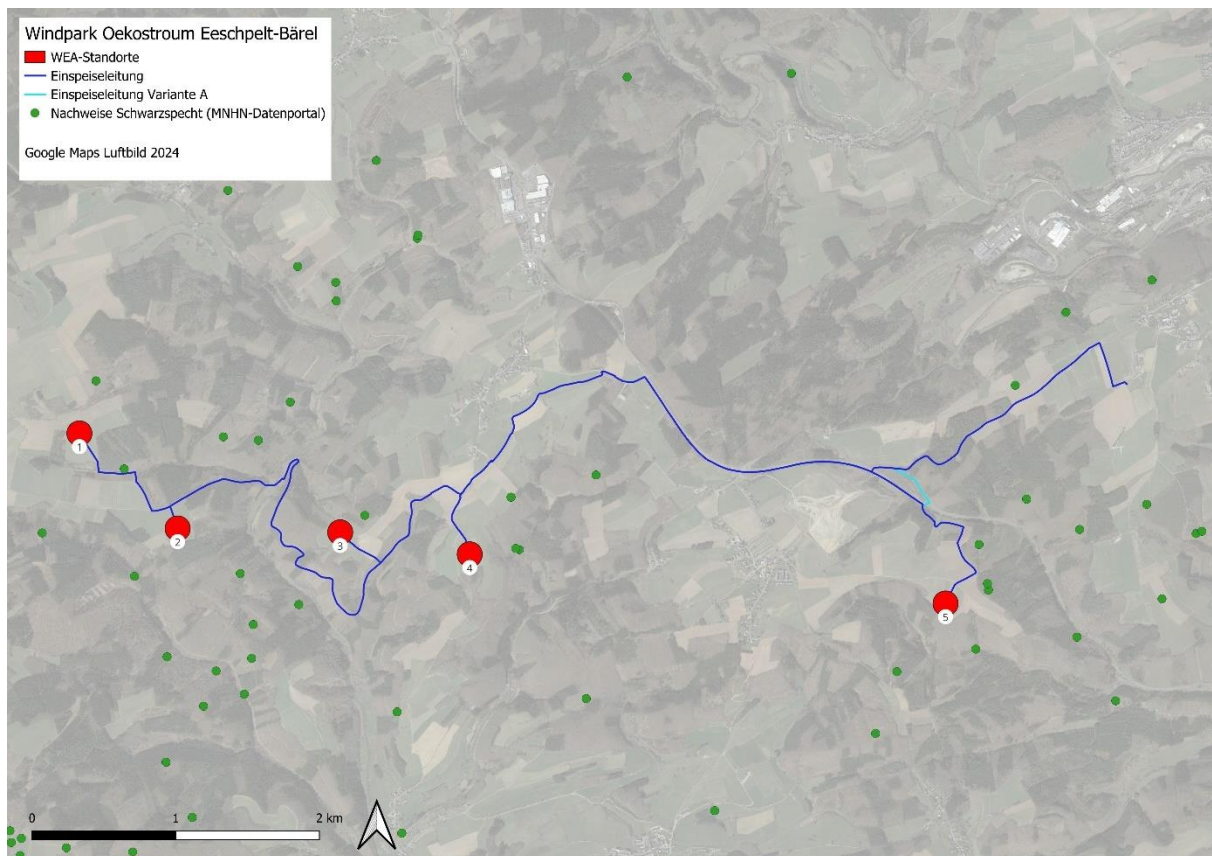 Windpark Oekostroum Eeschpelt-Bärel
WEA-Standorte
Einspeiseleitung
Einspeiseleitung Variante A
Nachweise Schwarzspecht (MNHN-Datenportal)
Google Maps Luftbild 2024
1
2
3
4
5
0 1 2 km